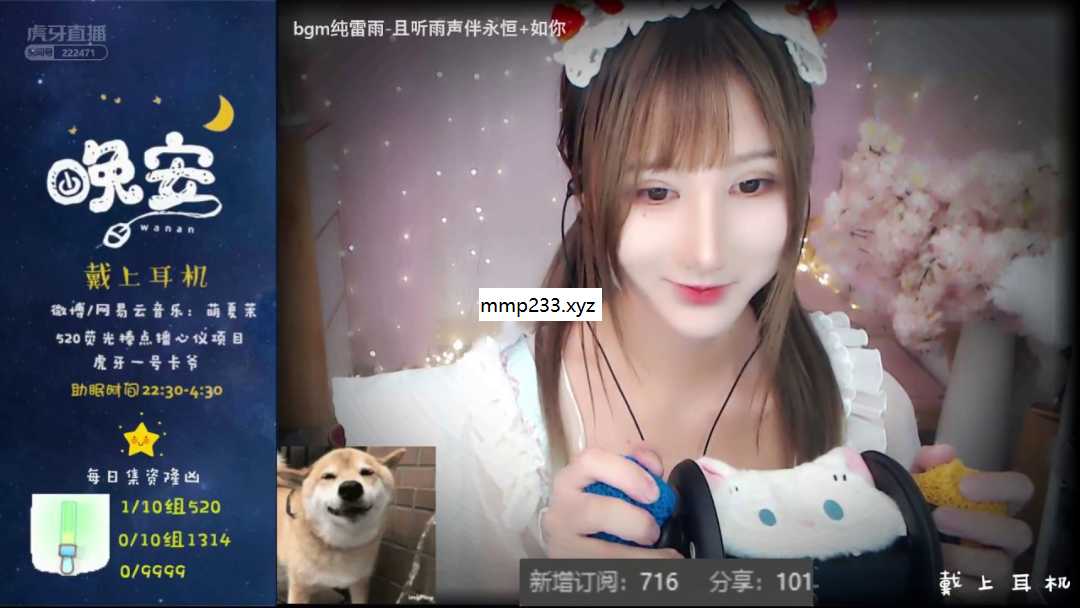 虎牙直播
房间号 222471
bgm纯雷雨-且听雨声伴永恒+如你
晚安
wanan
戴上耳机
微博/网易云音乐：萌夏茉
520荧光棒点播心仪项目
虎牙一号卡爷
助眠时间22:30-4:30
mmp233.xyz
每日集资隆凶
1/10组520
0/10组1314
0/9999
新增订阅：716 分享：101
戴上耳机